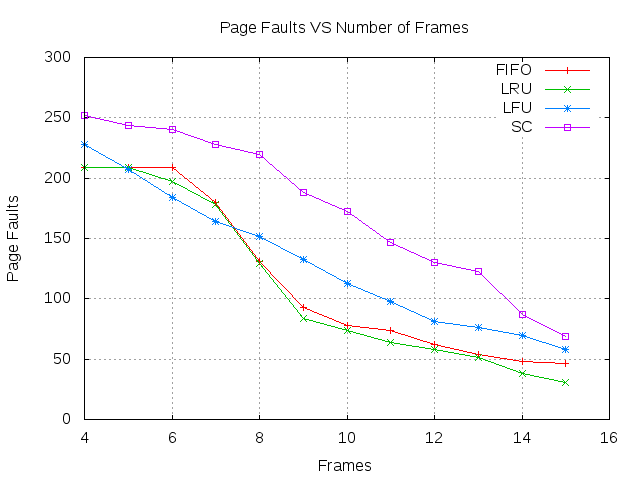 Page Faults VS Number of Frames
300
250
200
150
100
50
0
Page Faults
FIFO
LRU
LFU
SC
4 6 8 10 12 14 16
Frames